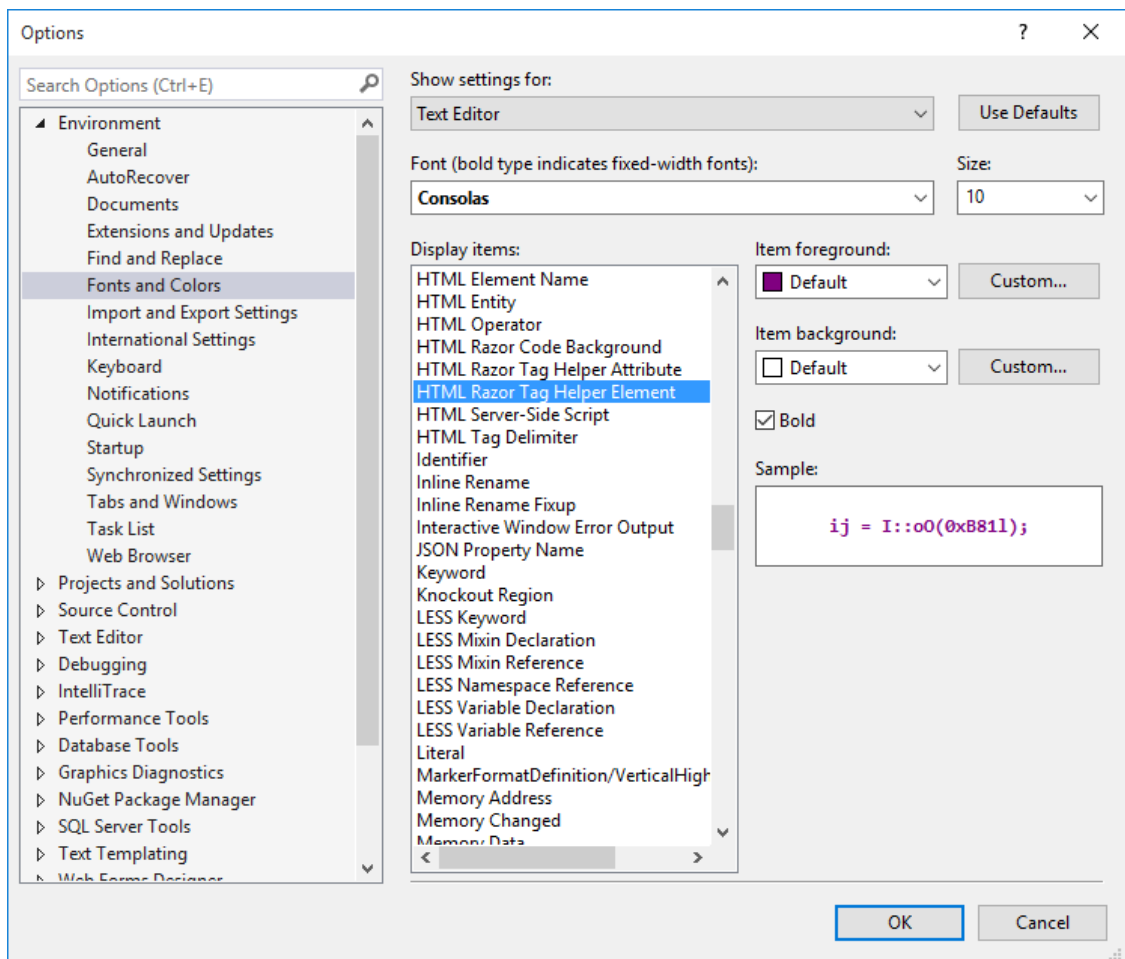 Options
?
Search Options (Ctrl+E)
Environment
General
AutoRecover
Documents
Extensions and Updates
Find and Replace
Fonts and Colors
Import and Export Settings
International Settings
Keyboard
Notifications
Quick Launch
Startup
Synchronized Settings
Tabs and Windows
Task List
Web Browser
Projects and Solutions
Source Control
Text Editor
Debugging
IntelliTrace
Performance Tools
Database Tools
Graphics Diagnostics
NuGet Package Manager
SQL Server Tools
Text Templating
Web Forms Designer
Show settings for:
Text Editor
Use Defaults
Font (bold type indicates fixed-width fonts):
Consolas
Size:
10
Display items:
HTML Element Name
HTML Entity
HTML Operator
HTML Razor Code Background
HTML Razor Tag Helper Attribute
HTML Razor Tag Helper Element
HTML Server-Side Script
HTML Tag Delimiter
Identifier
Inline Rename
Inline Rename Fixup
Interactive Window Error Output
JSON Property Name
Keyword
Knockout Region
LESS Keyword
LESS Mixin Declaration
LESS Mixin Reference
LESS Namespace Reference
LESS Variable Declaration
LESS Variable Reference
Literal
MarkerFormatDefinition/VerticalHigh
Memory Address
Memory Changed
Memory Data
Item foreground:
Default
Custom...
Item background:
Default
Custom...
Bold
Sample:
ij = I::oO(0xB81l);
OK
Cancel